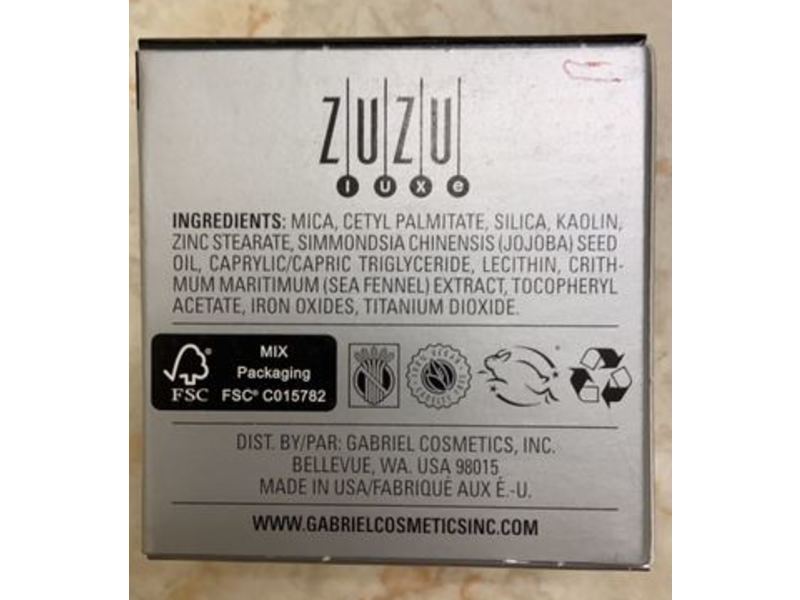 ZUZU
luxe
INGREDIENTS: MICA, CETYL PALMITATE, SILICA, KAOLIN,
ZINC STEARATE, SIMMONDSIA CHINENSIS (JOJOBA) SEED
OIL, CAPRYLIC/CAPRIC TRIGLYCERIDE, LECITHIN, CRITH-
MUM MARITIMUM (SEA FENNEL) EXTRACT, TOCOPHERYL
ACETATE, IRON OXIDES, TITANIUM DIOXIDE.
FSC
MIX
Packaging
FSC® C015782
100% VEGAN
DIST. BY/PAR: GABRIEL COSMETICS, INC.
BELLEVUE, WA. USA 98015
MADE IN USA/FABRIQUÉ AUX É.-U.
WWW.GABRIELCOSMETICSINC.COM